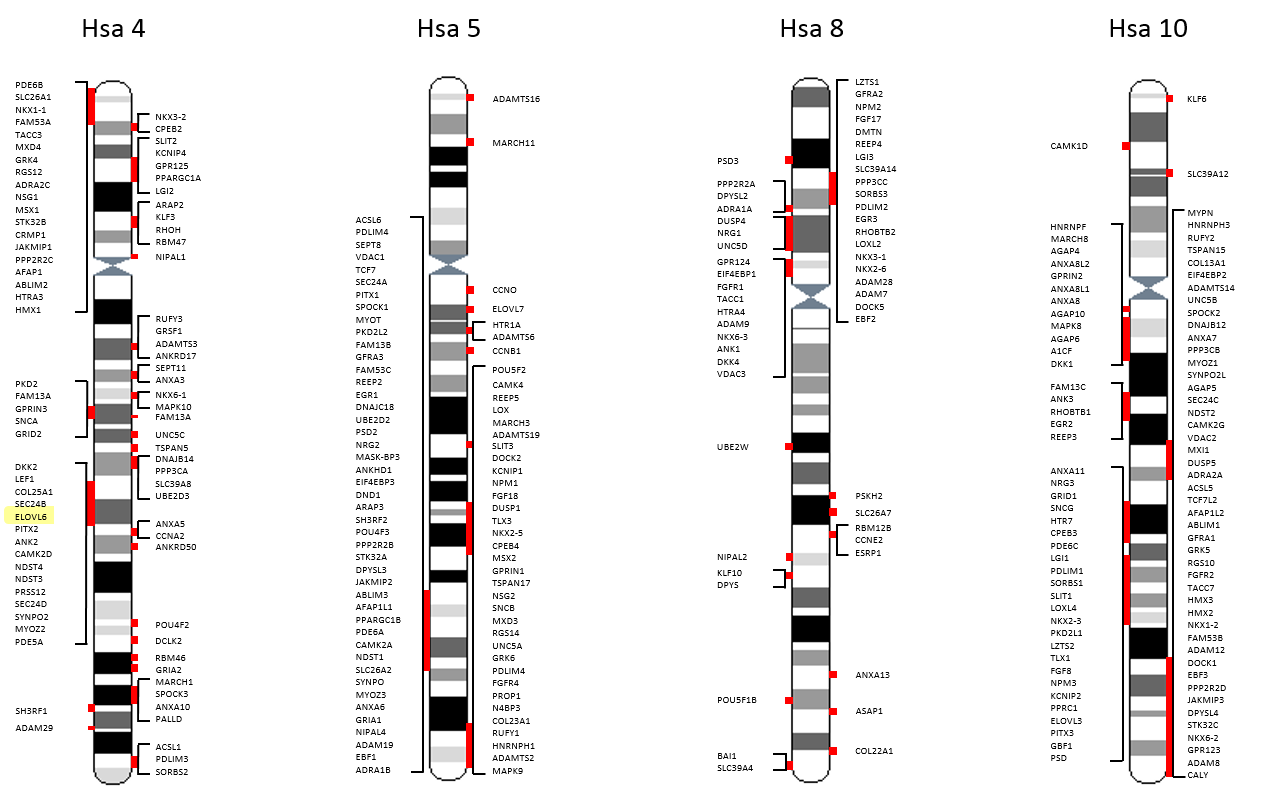 Hsa 4
PDE6B
SLC26A1
NKX1-1
FAM53A
TACC3
MXD4
GRK4
RGS12
ADRA2C
NSG1
MSX1
STK32B
CRMP1
JAKMIP1
PPP2R2C
AFAP1
ABLIM2
HTRA3
HMX1
PKD2
FAM13A
GPRIN3
SNCA
GRID2
DKK2
LEF1
COL25A1
SEC24B
ELOVL6
PITX2
ANK2
CAMK2D
NDST4
NDST3
PRSS12
SEC24D
SYNPO2
MYOZ2
PDE5A
SH3RF1
ADAM29
NKX3-2
CPEB2
SLIT2
KCNIP4
GPR125
PPARGC1A
LGI2
ARAP2
KLF3
RHOH
RBM47
NIPAL1
RUFY3
GRSF1
ADAMTS3
ANKRD17
SEPT11
ANXA3
NKX6-1
MAPK10
FAM13A
UNC5C
TSPAN5
DNAJB14
PPP3CA
SLC39A8
UBE2D3
ANXA5
CCNA2
ANKRD50
POU4F2
DCLK2
RBM46
GRIA2
MARCH1
SPOCK3
ANXA10
PALLD
ACSL1
PDLIM3
SORBS2
Hsa 5
ACSL6
PDLIM4
SEPT8
VDAC1
TCF7
SEC24A
PITX1
SPOCK1
MYOT
PKD2L2
FAM13B
GFRA3
FAM53C
REEP2
EGR1
DNAJC18
UBE2D2
PSD2
NRG2
MASK-BP3
ANKHD1
EIF4EBP3
DND1
ARAP3
SH3RF2
POU4F3
PPP2R2B
STK32A
DPYSL3
JAKMIP2
ABLIM3
AFAP1L1
PPARGC1B
PDE6A
CAMK2A
NDST1
SLC26A2
SYNPO
MYOZ3
ANXA6
GRIA1
NIPAL4
ADAM19
EBF1
ADRA1B
ADAMTS16
MARCH11
CCNO
ELOVL7
HTR1A
ADAMTS6
CCNB1
POU5F2
CAMK4
REEP5
LOX
MARCH3
ADAMTS19
SLIT3
DOCK2
KCNIP1
NPM1
FGF18
DUSP1
TLX3
NKX2-5
CPEB4
MSX2
GPRIN1
TSPAN17
NSG2
SNCB
MXD3
RGS14
UNC5A
GRK6
PDLIM4
FGFR4
PROP1
N4BP3
COL23A1
RUFY1
HNRNPH1
ADAMTS2
MAPK9
Hsa 8
PSD3
PPP2R2A
DPYSL2
ADRA1A
DUSP4
NRG1
UNC5D
GPR124
EIF4EBP1
FGFR1
TACC1
HTRA4
ADAM9
NKX6-3
ANK1
DKK4
VDAC3
UBE2W
NIPAL2
KLF10
DPYS
POU5F1B
BAI1
SLC39A4
LZTS1
GFRA2
NPM2
FGF17
DMTN
REEP4
LGI3
SLC39A14
PPP3CC
SORBS3
PDLIM2
EGR3
RHOBTB2
LOXL2
NKX3-1
NKX2-6
ADAM28
ADAM7
DOCK5
EBF2
PSKH2
SLC26A7
RBM12B
CCNE2
ESRP1
ANXA13
ASAP1
COL22A1
Hsa 10
CAMK1D
HNRNPF
MARCH8
AGAP4
ANXA8L2
GPRIN2
ANXA8L1
ANXA8
AGAP10
MAPK8
AGAP6
A1CF
DKK1
FAM13C
ANK3
RHOBTB1
EGR2
REEP3
ANXA11
NRG3
GRID1
SNCG
HTR7
CPEB3
PDE6C
LGI1
PDLIM1
SORBS1
SLIT1
LOXL4
NKX2-3
PKD2L1
LZTS2
TLX1
FGF8
NPM3
KCNIP2
PPRC1
ELOVL3
PITX3
GBF1
PSD
KLF6
SLC39A12
MYPN
HNRNPH3
RUFY2
TSPAN15
COL13A1
EIF4EBP2
ADAMTS14
UNC5B
SPOCK2
DNAJB12
ANXA7
PPP3CB
MYOZ1
SYNPO2L
AGAP5
SEC24C
NDST2
CAMK2G
VDAC2
MXI1
DUSP5
ADRA2A
ACSL5
TCF7L2
AFAP1L2
ABLIM1
GFRA1
GRK5
RGS10
FGFR2
TACC7
HMX3
HMX2
NKX1-2
FAM53B
ADAM12
DOCK1
EBF3
PPP2R2D
JAKMIP3
DPYSL4
STK32C
NKX6-2
GPR123
ADAM8
CALY